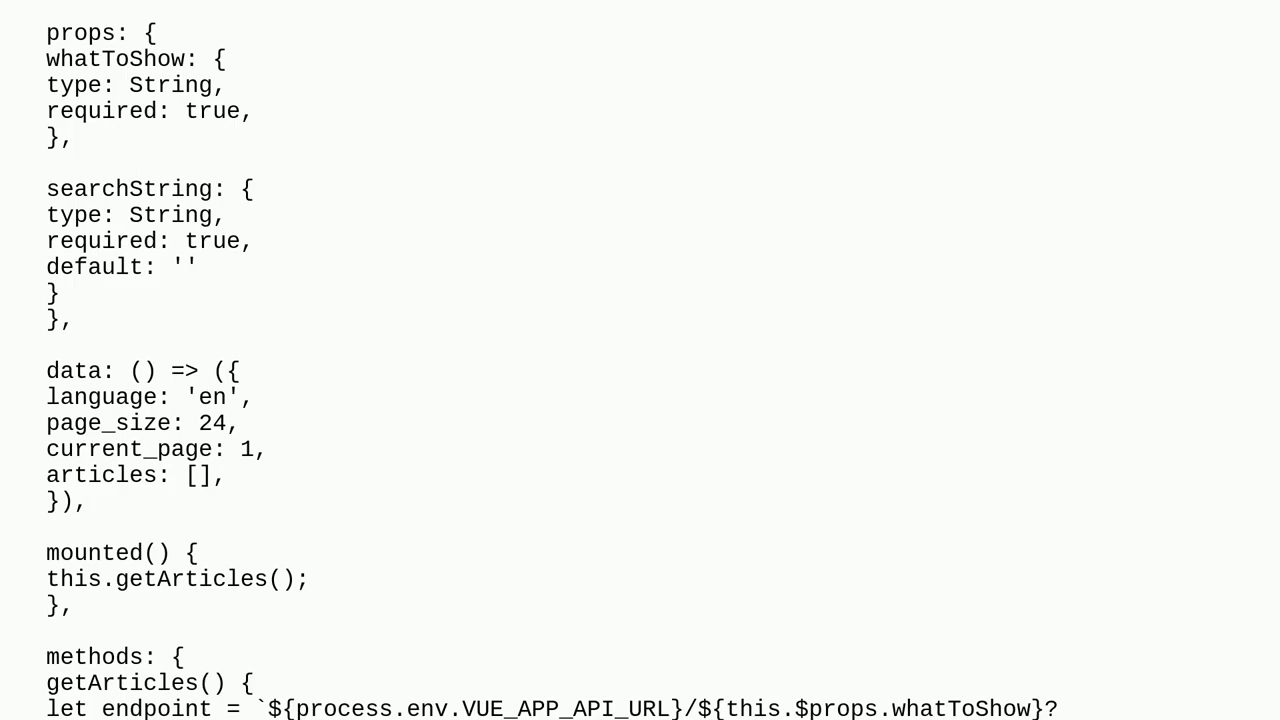 props: {
whatToShow: {
type: String,
required: true,
},
searchString: {
type: String,
required: true,
default: ''
}
},
data: () => ({
language: 'en',
page_size: 24,
current_page: 1,
articles: [],
}),
mounted() {
this.getArticles();
},
methods: {
getArticles() {
let endpoint = `${process.env.VUE_APP_API_URL}/${this.$props.whatToShow}?